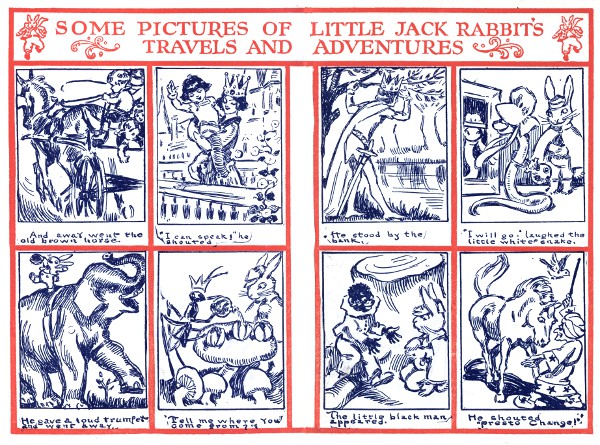 SOME PICTURES OF LITTLE JACK RABBIT'S
TRAVELS AND ADVENTURES
And away went the
old brown horse.
"I can speak!" he
shouted
He stood by the
bank.
"I will go." laughed the
little white snake.
He gave a loud trumpet
and went away.
"Tell me where you
come from?"
The little black man
appeared.
He shouted
"presto Change!"